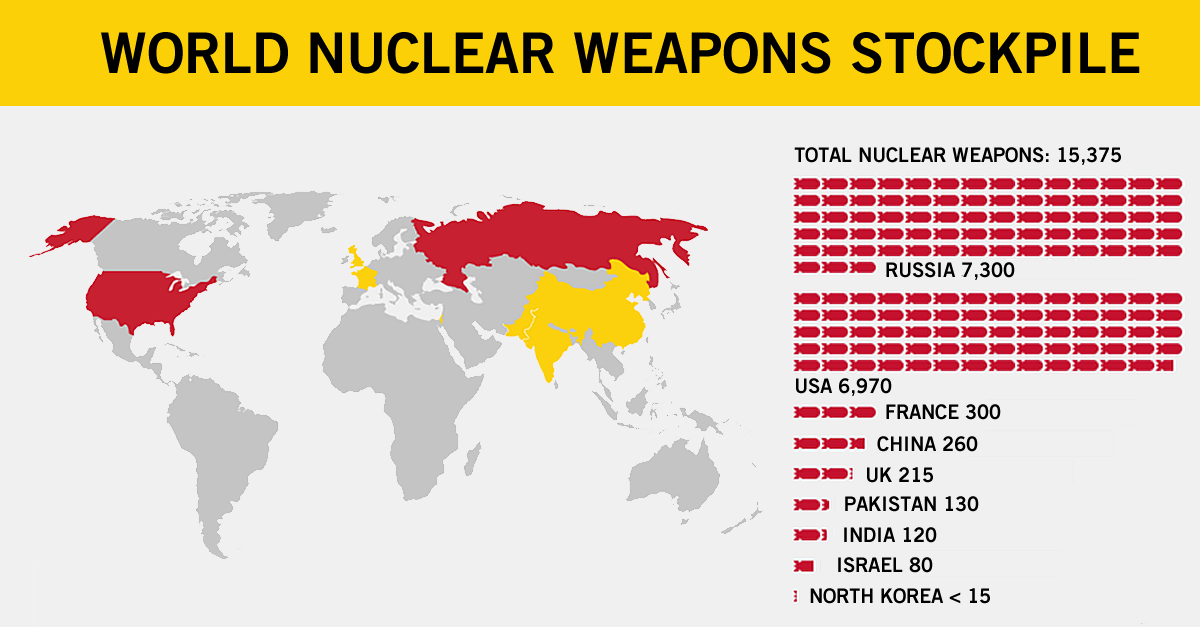 WORLD NUCLEAR WEAPONS STOCKPILE
TOTAL NUCLEAR WEAPONS: 15,375
RUSSIA 7,300
USA 6,970
FRANCE 300
CHINA 260
UK 215
PAKISTAN 130
INDIA 120
ISRAEL 80
NORTH KOREA < 15